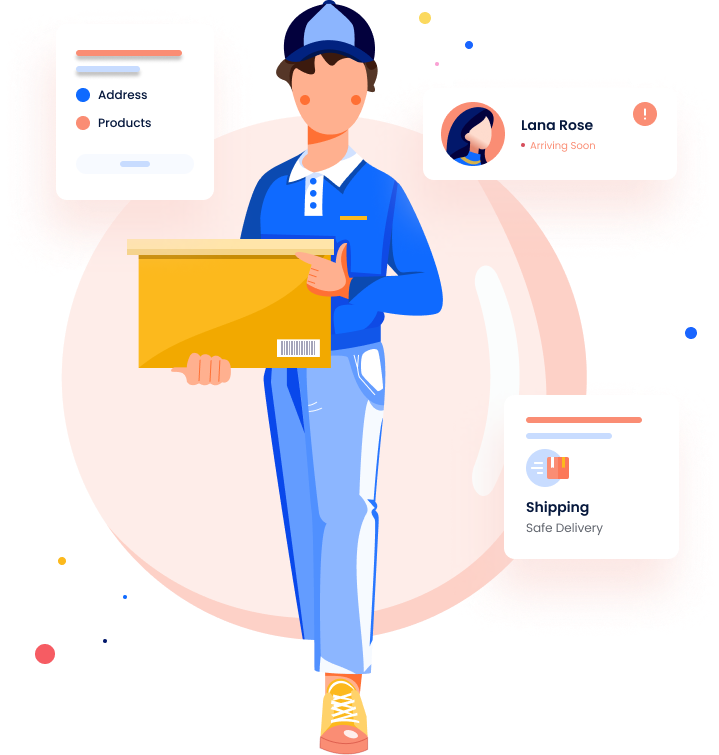 Address
Products
Lana Rose
Arriving Soon
Shipping
Safe Delivery